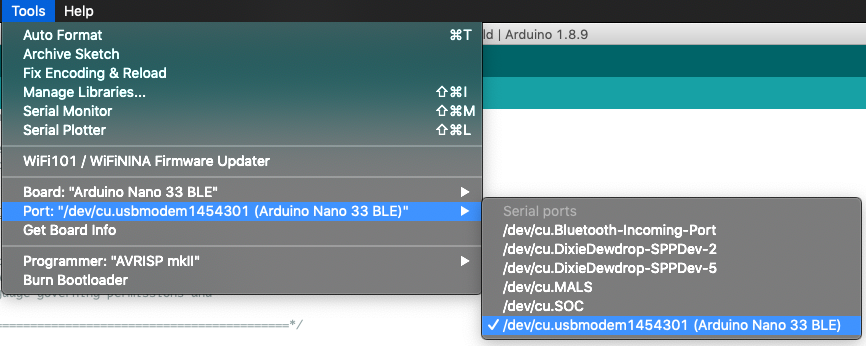 Tools Help
ld | Arduino 1.8.9
Auto Format ⌘T
Archive Sketch
Fix Encoding & Reload
Manage Libraries... ⇧⌘I
Serial Monitor ⇧⌘M
Serial Plotter ⇧⌘L
WiFi101 / WiFiNINA Firmware Updater
Board: "Arduino Nano 33 BLE"
Port: "/dev/cu.usbmodem1454301 (Arduino Nano 33 BLE)"
Get Board Info
Programmer: "AVRISP mkII"
Burn Bootloader
Serial ports
/dev/cu.Bluetooth-Incoming-Port
/dev/cu.DixieDewdrop-SPPDev-2
/dev/cu.DixieDewdrop-SPPDev-5
/dev/cu.MALS
/dev/cu.SOC
✓ /dev/cu.usbmodem1454301 (Arduino Nano 33 BLE)
guage governing permissions and
======================================*/